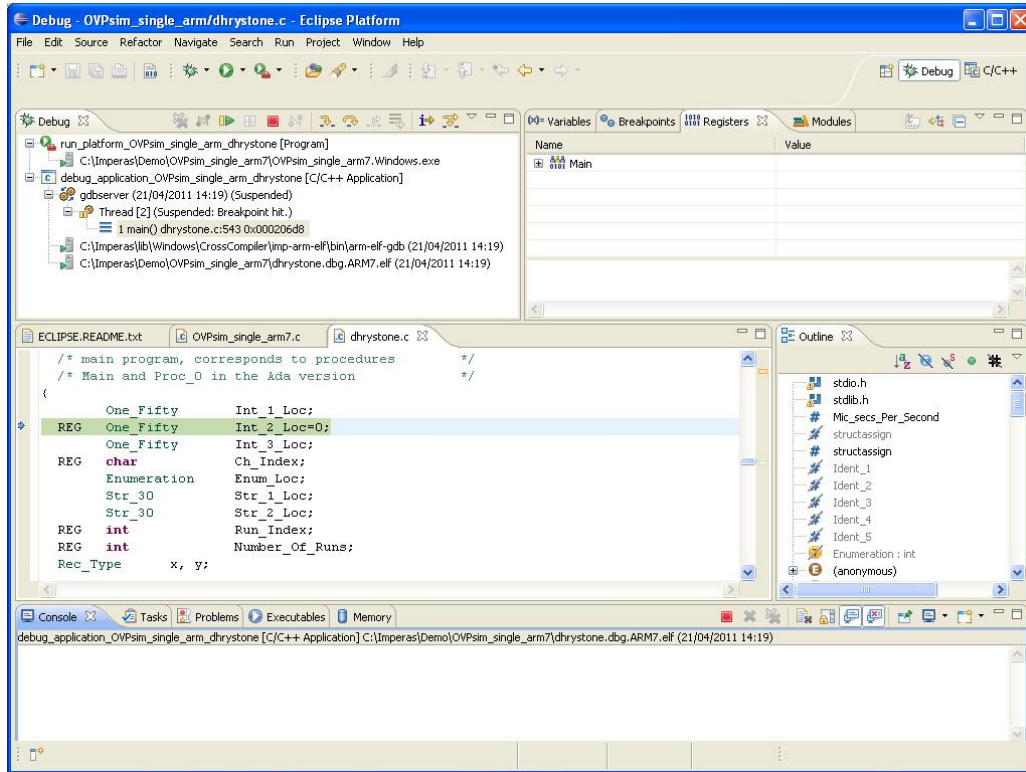 Debug - OVPsim_single_arm/dhrystone.c - Eclipse Platform
File Edit Source Refactor Navigate Search Run Project Window Help
Debug C/C++
Debug
run_platform_OVPsim_single_arm_dhrystone [Program]
C:\Imperas\Demo\OVPsim_single_arm7\OVPsim_single_arm7.Windows.exe
debug_application_OVPsim_single_arm_dhrystone [C/C++ Application]
gdbserver (21/04/2011 14:19) (Suspended)
Thread [2] (Suspended: Breakpoint hit.)
1 main() dhrystone.c:543 0x000206d8
C:\Imperas\lib\Windows\CrossCompiler\imp-arm-elf\bin\arm-elf-gdb (21/04/2011 14:19)
C:\Imperas\Demo\OVPsim_single_arm7\dhrystone.dbg.ARM7.elf (21/04/2011 14:19)
(x)= Variables Breakpoints Registers Modules
Name Value
Main
ECLIPSE.README.txt OVPsim_single_arm7.c dhrystone.c
/* main program, corresponds to procedures */
/* Main and Proc_0 in the Ada version */
{
One_Fifty Int_1_Loc;
REG One_Fifty Int_2_Loc=0;
One_Fifty Int_3_Loc;
REG char Ch_Index;
Enumeration Enum_Loc;
Str_30 Str_1_Loc;
Str_30 Str_2_Loc;
REG int Run_Index;
REG int Number_Of_Runs;
Rec_Type x, y;
Outline
stdio.h
stdlib.h
Mic_secs_Per_Second
structassign
structassign
Ident_1
Ident_2
Ident_3
Ident_4
Ident_5
Enumeration : int
(anonymous)
Console Tasks Problems Executables Memory
debug_application_OVPsim_single_arm_dhrystone [C/C++ Application] C:\Imperas\Demo\OVPsim_single_arm7\dhrystone.dbg.ARM7.elf (21/04/2011 14:19)